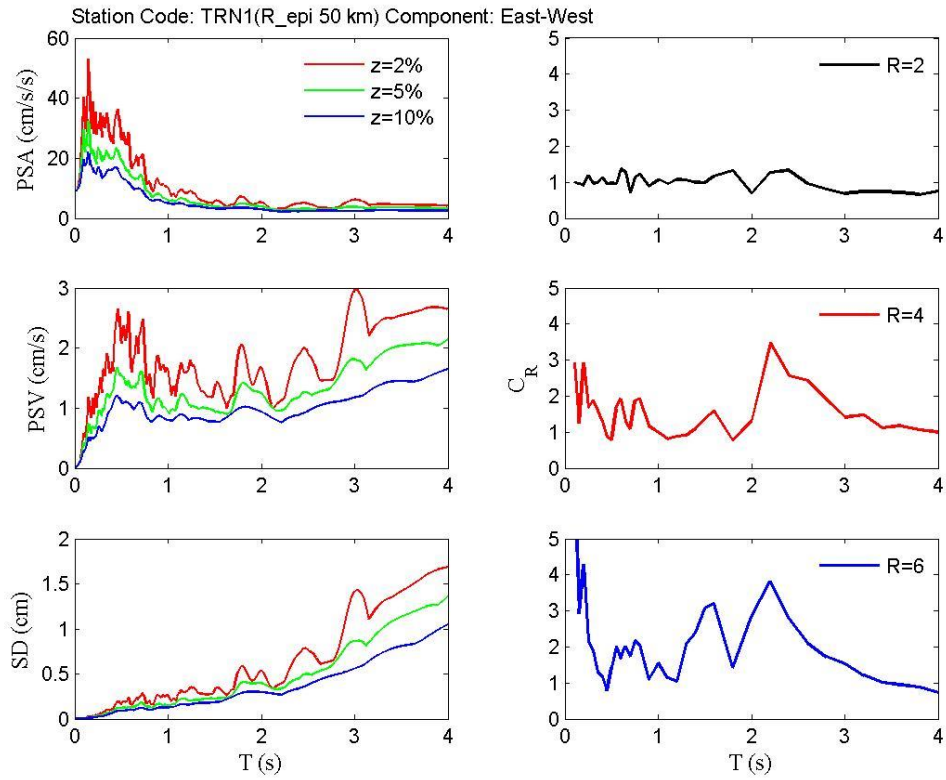 Station Code: TRN1(R_epi 50 km) Component: East-West
60
40
20
0
PSA (cm/s/s)
z=2%
z=5%
z=10%
0 1 2 3 4
5
4
3
2
1
0
R=2
0 1 2 3 4
3
2
1
0
PSV (cm/s)
0 1 2 3 4
5
4
3
2
1
0
C_R
R=4
0 1 2 3 4
2
1.5
1
0.5
0
SD (cm)
0 1 2 3 4
T (s)
5
4
3
2
1
0
R=6
0 1 2 3 4
T (s)